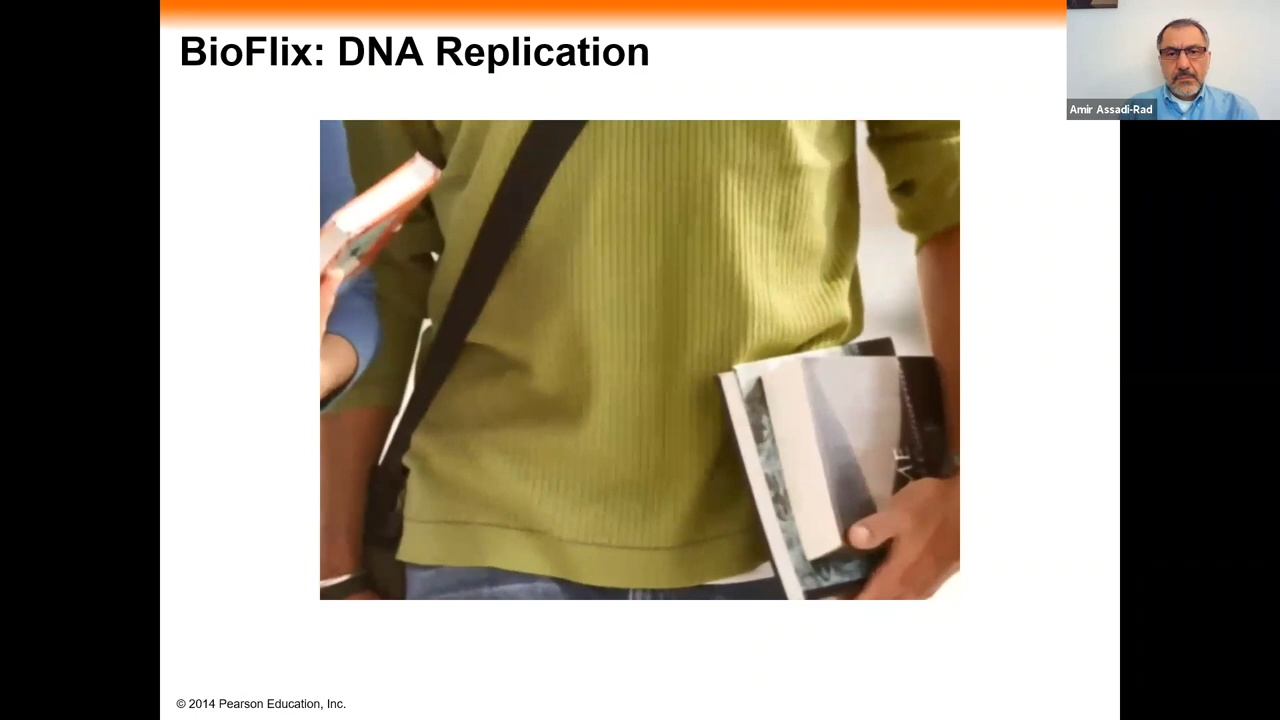 BioFlix: DNA Replication
Amir Assadi-Rad
© 2014 Pearson Education, Inc.